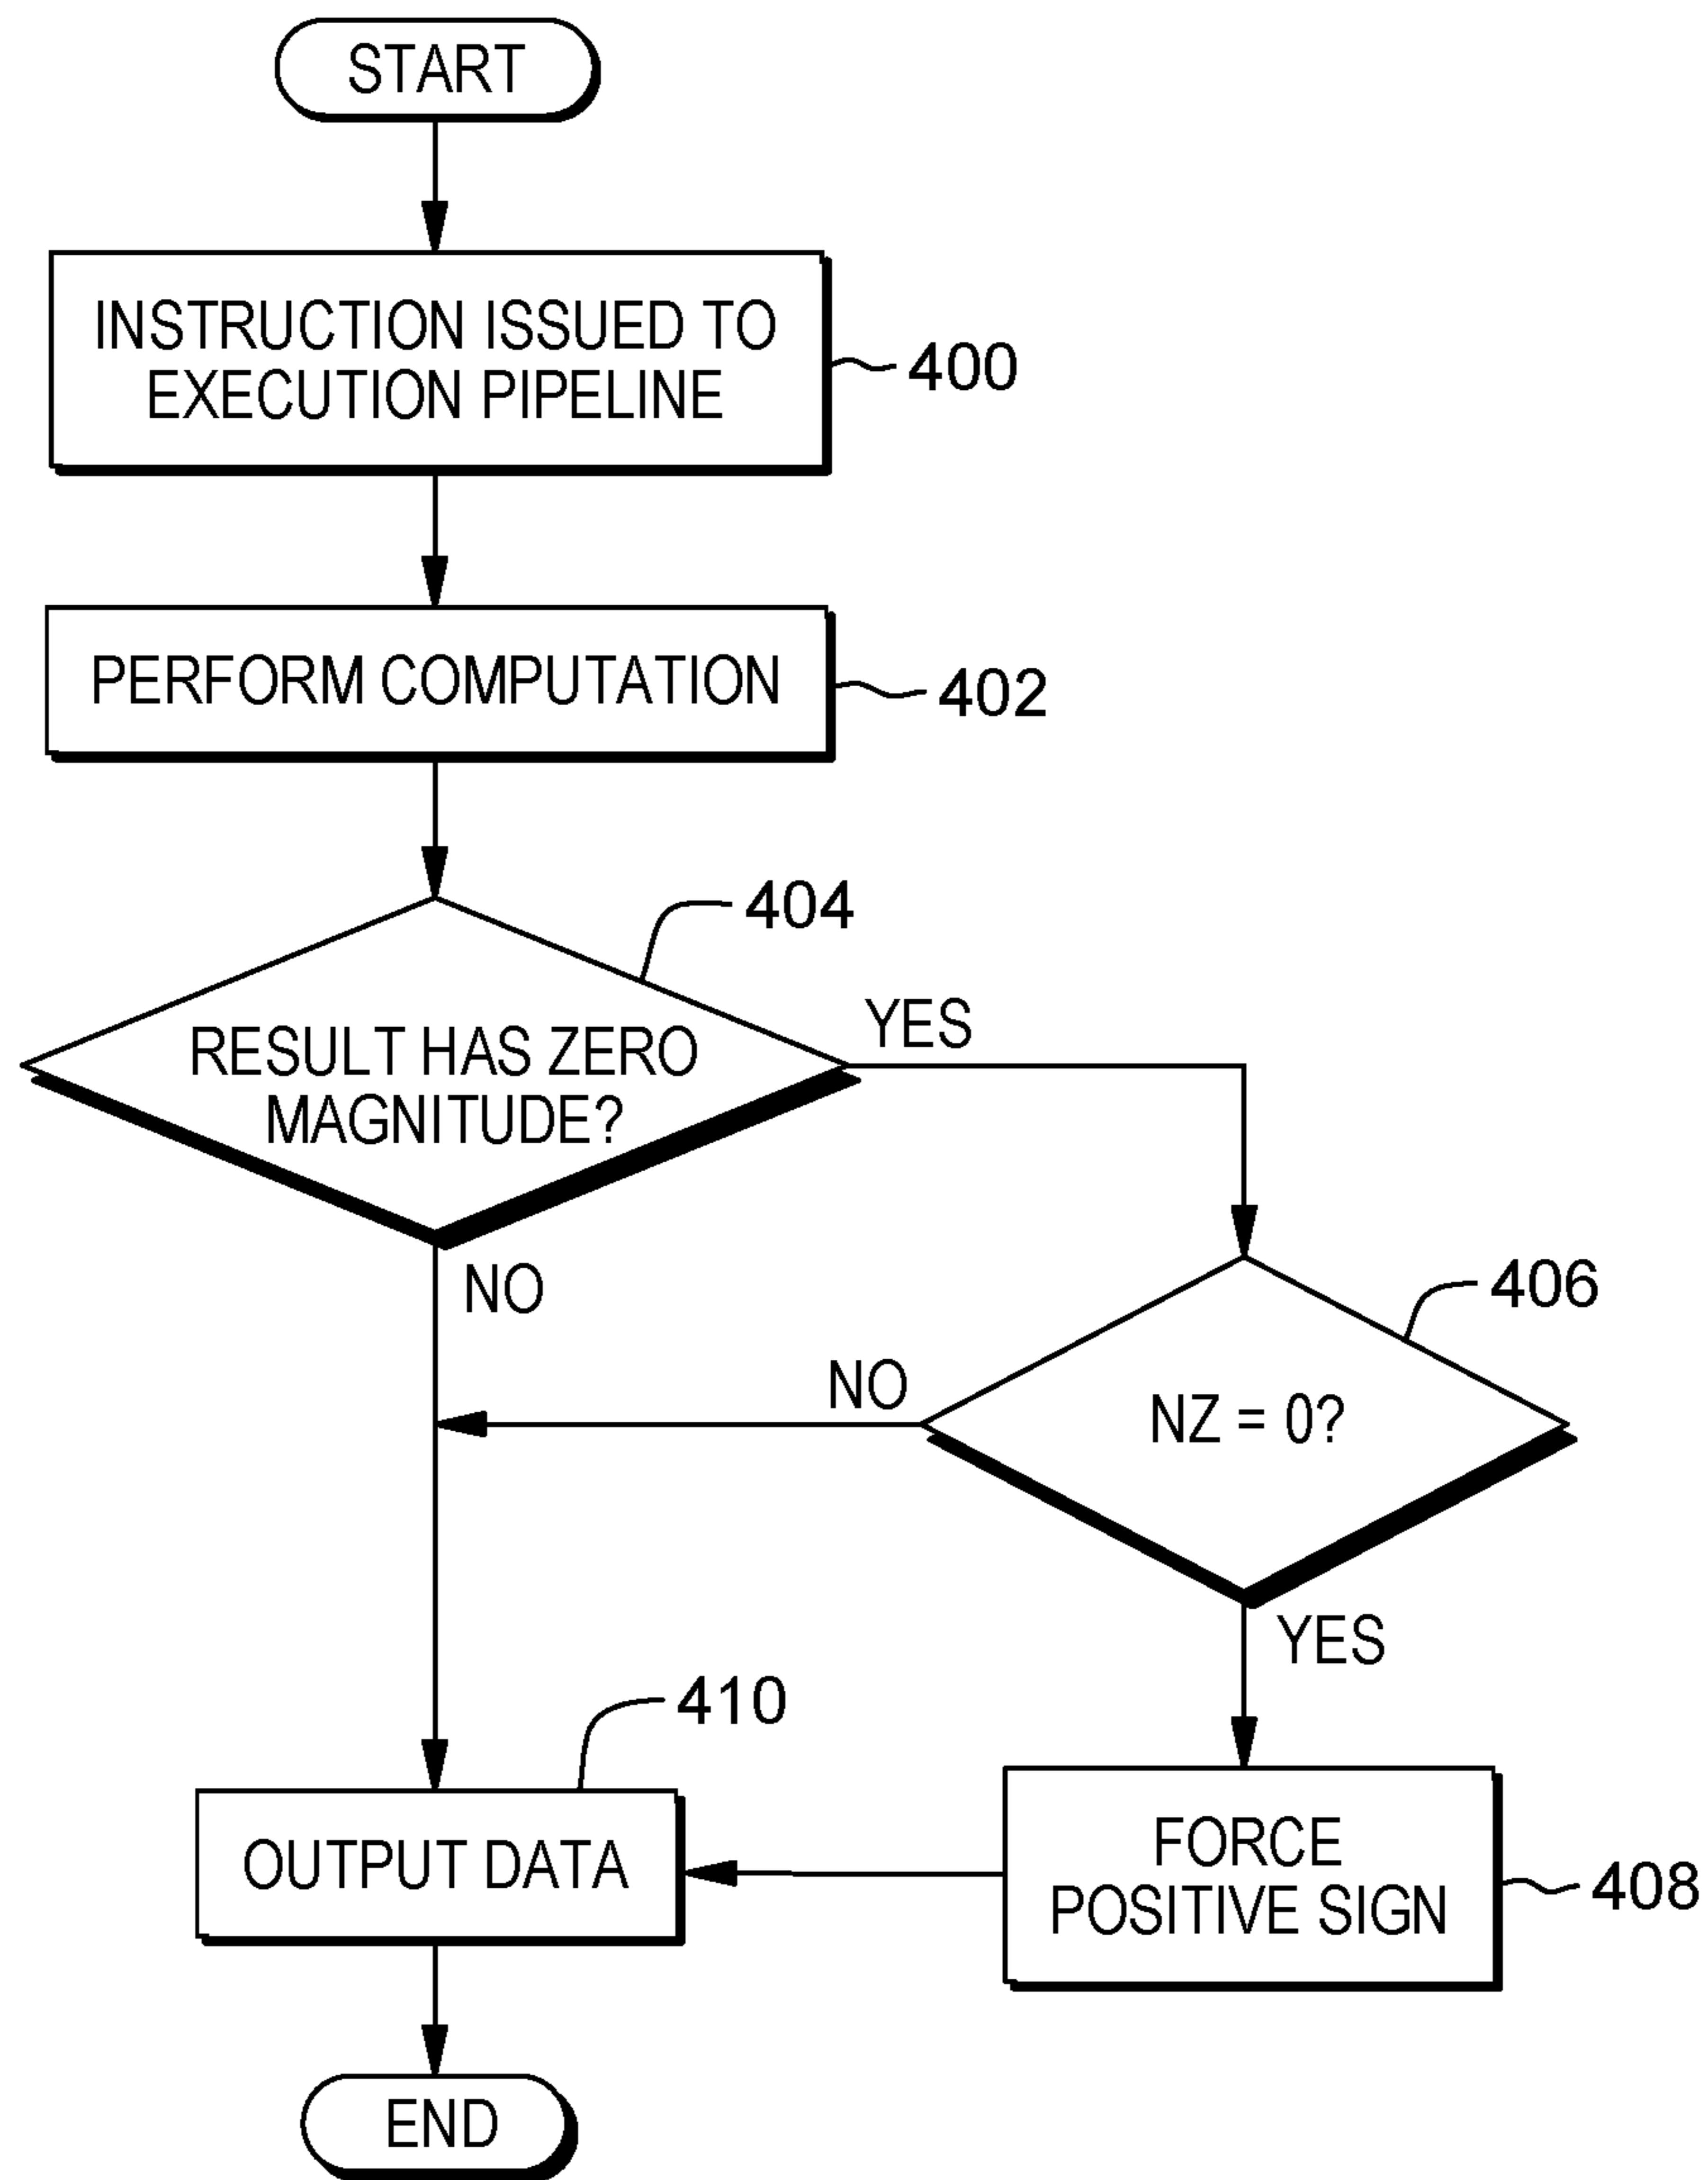 START
INSTRUCTION ISSUED TO
EXECUTION PIPELINE
400
PERFORM COMPUTATION
402
404
RESULT HAS ZERO
MAGNITUDE?
YES
NO
406
NZ = 0?
NO
YES
410
OUTPUT DATA
FORCE
POSITIVE SIGN
408
END